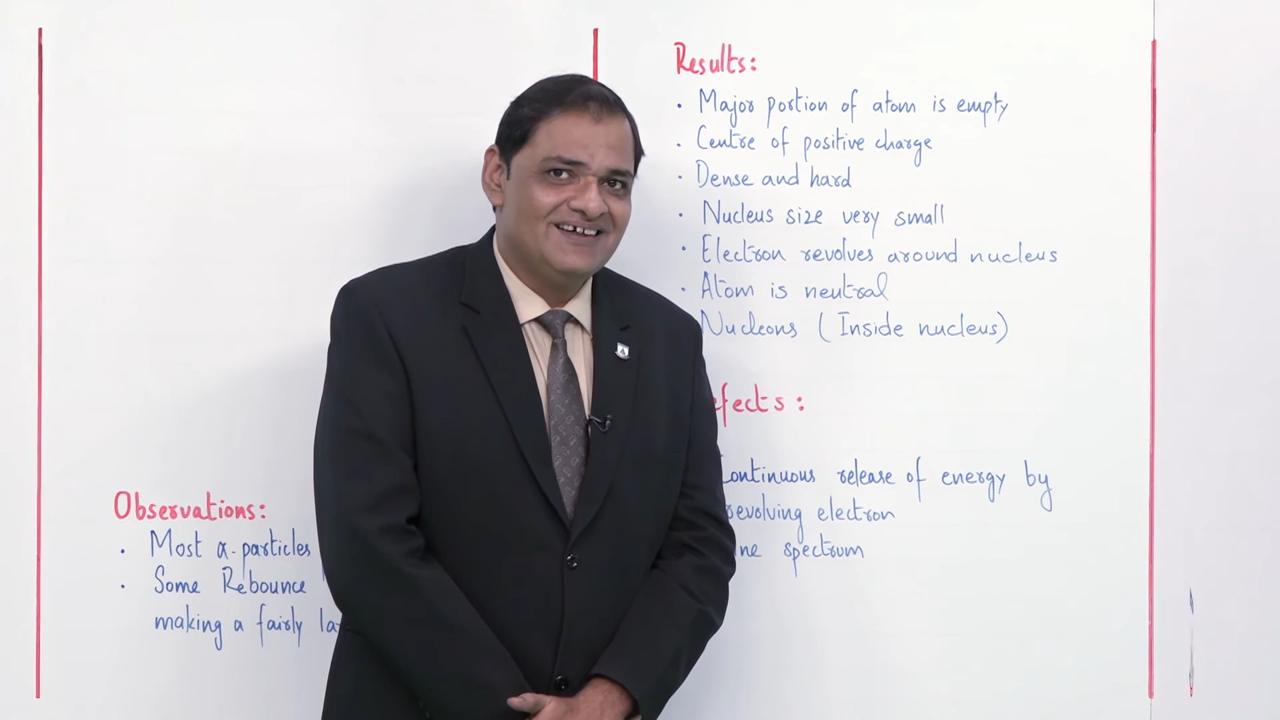 Observations:
• Most α-particles
• Some Rebounce
making a fairly
Results:
• Major portion of atom is empty
• Centre of positive charge
• Dense and hard
• Nucleus size very small
• Electron revolves around nucleus
• Atom is neutral
Nucleons (Inside nucleus)
efects:
Continuous release of energy by
revolving electron
ine spectrum